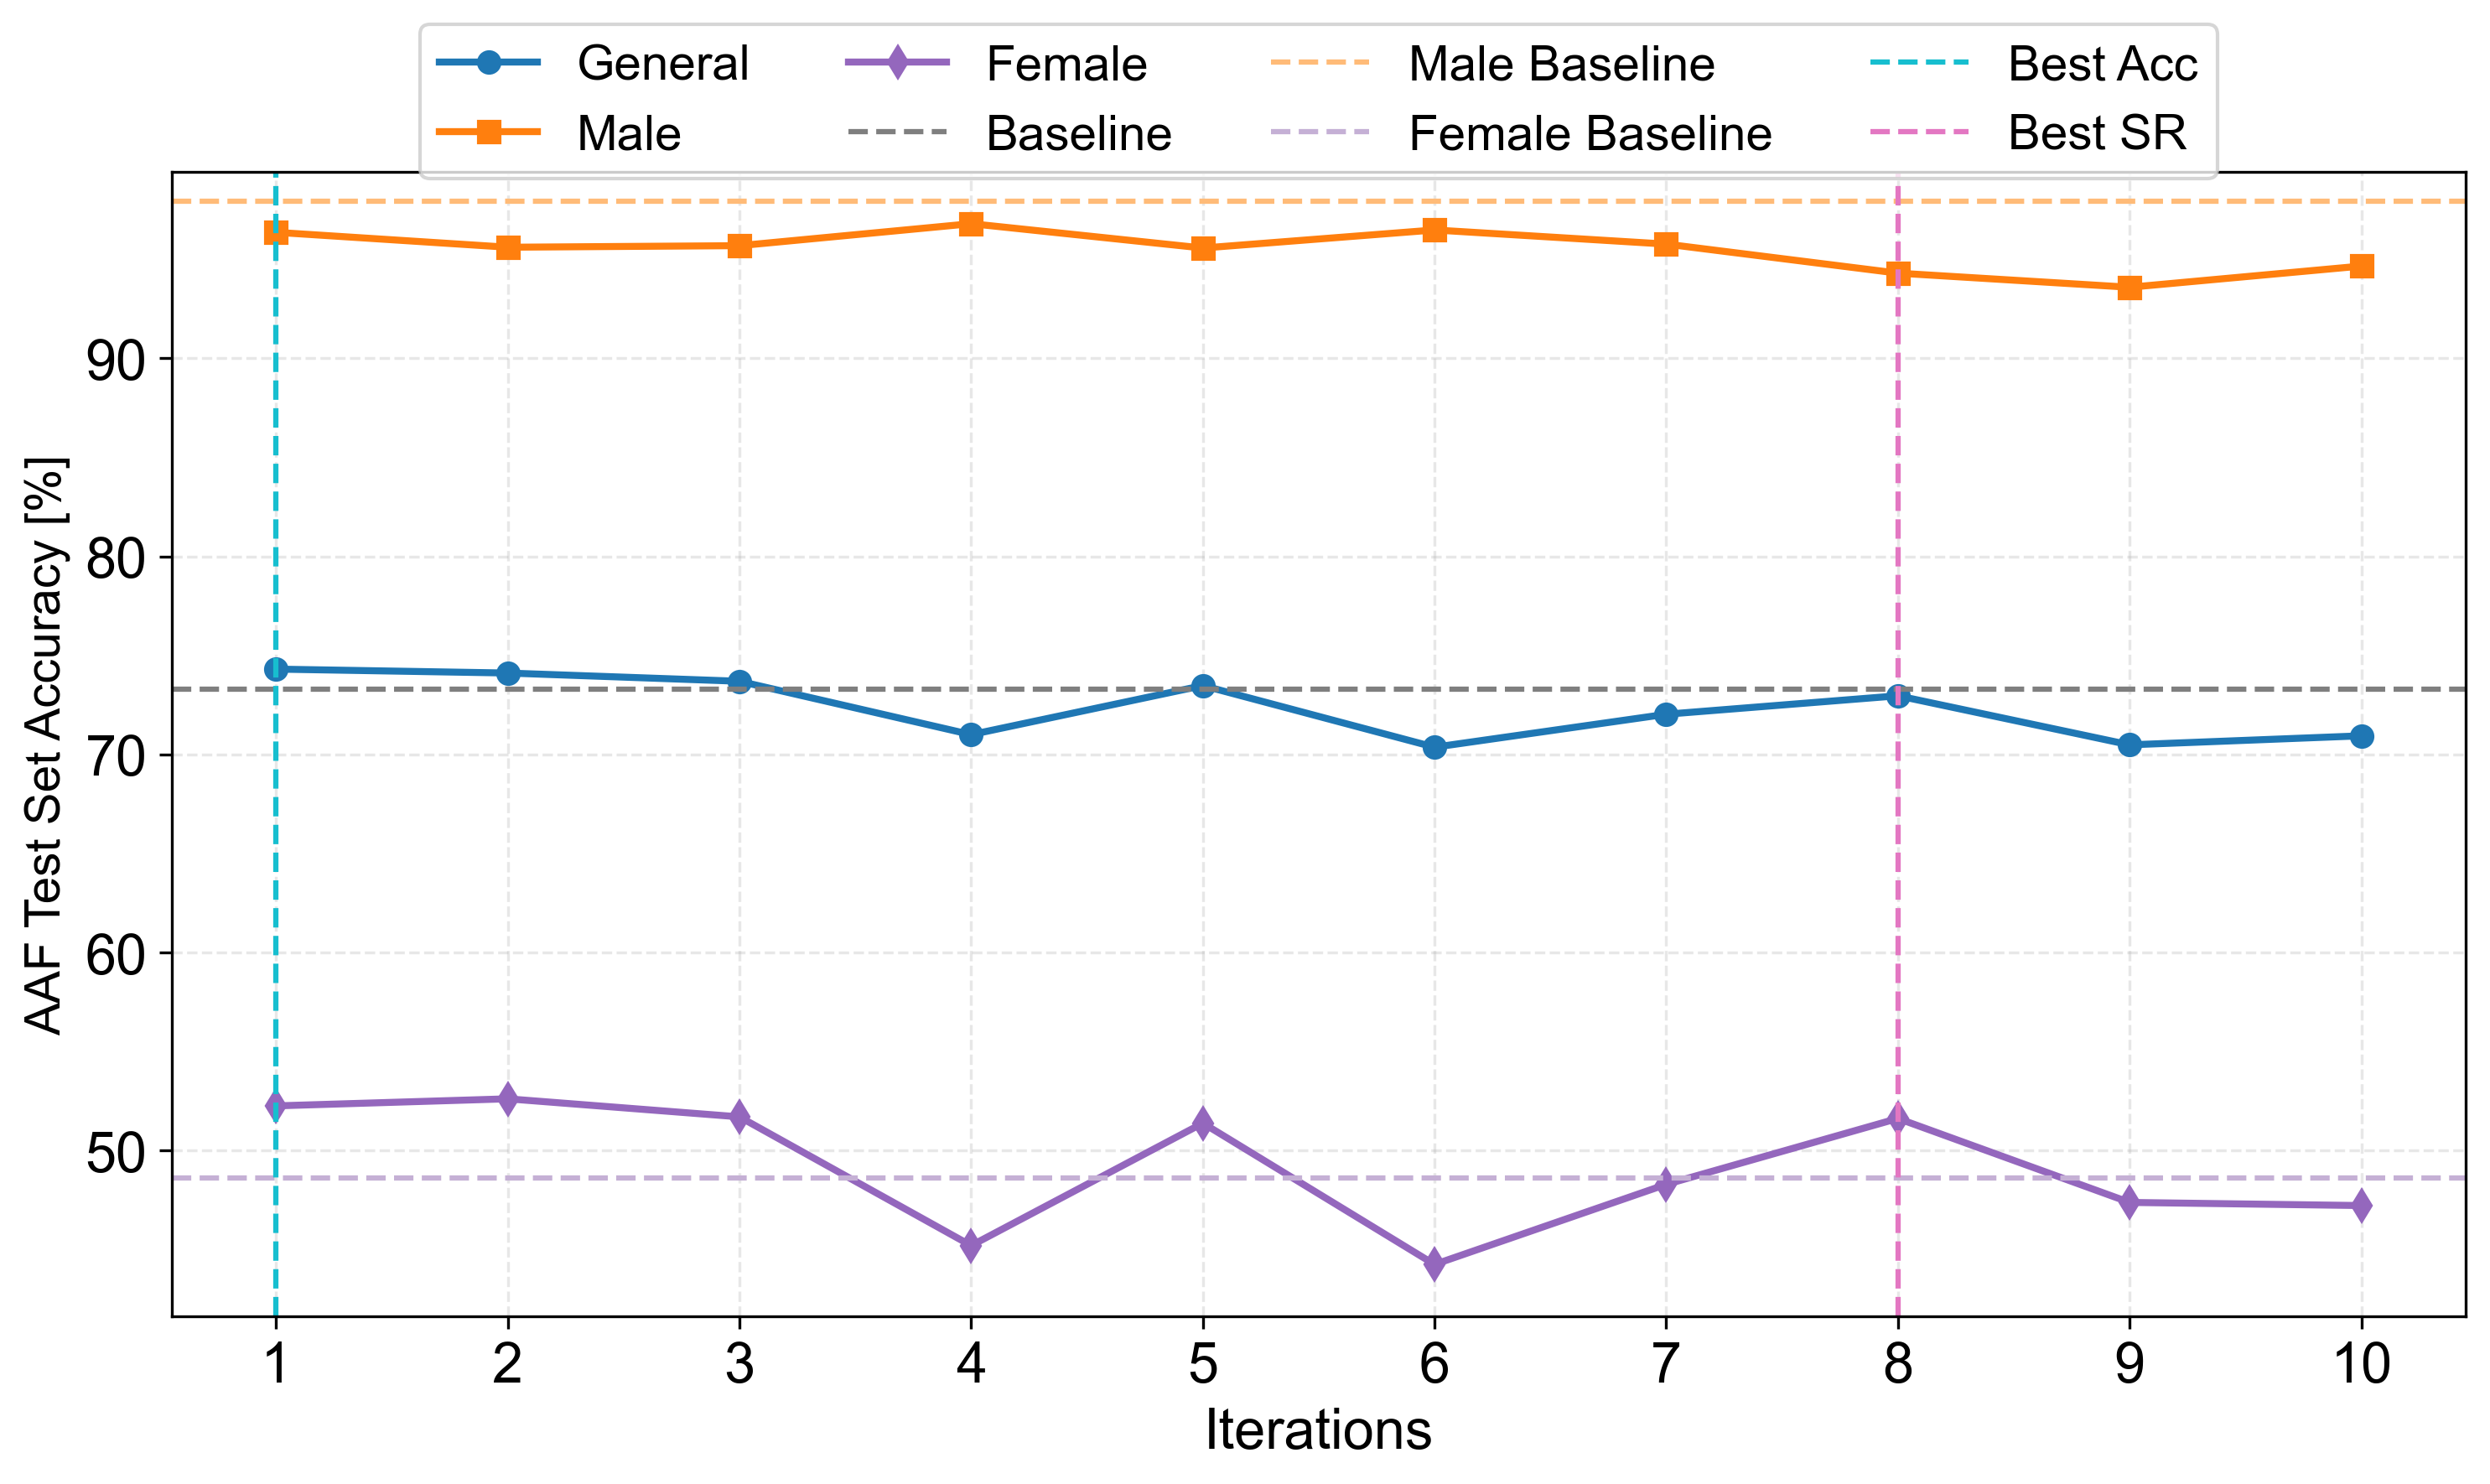 General
Male
Female
Baseline
Male Baseline
Female Baseline
Best Acc
Best SR
AAF Test Set Accuracy [%]
90
80
70
60
50
1 2 3 4 5 6 7 8 9 10
Iterations